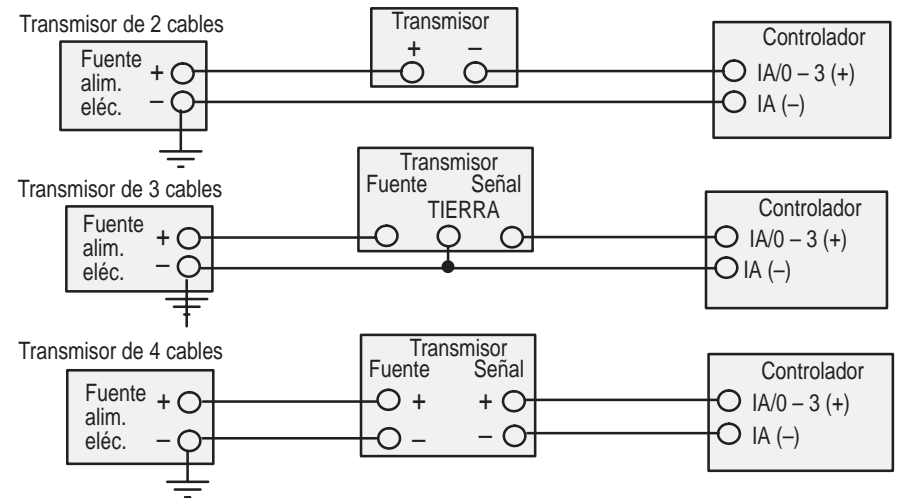 Transmisor de 2 cables
Fuente
alim.
eléc.
+
–
Transmisor
+ –
Controlador
IA/0 – 3 (+)
IA (–)
Transmisor de 3 cables
Fuente
alim.
eléc.
+
–
Transmisor
Fuente Señal
TIERRA
Controlador
IA/0 – 3 (+)
IA (–)
Transmisor de 4 cables
Fuente
alim.
eléc.
+
–
Transmisor
Fuente Señal
+ +
– –
Controlador
IA/0 – 3 (+)
IA (–)